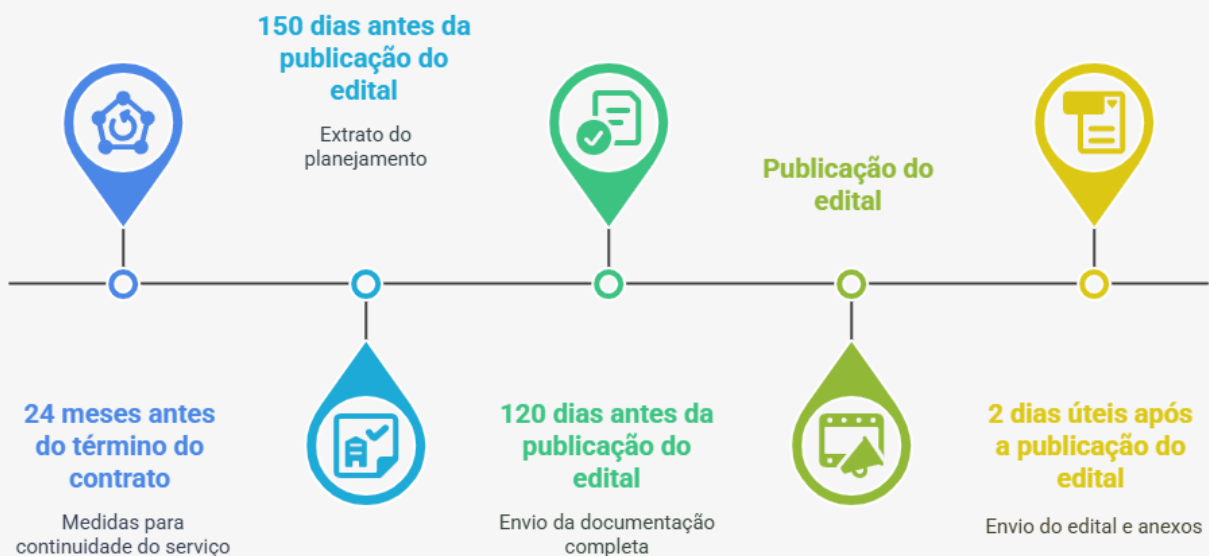 150 dias antes da
publicação do
edital
Extrato do
planejamento
Publicação do
edital
24 meses antes
do término do
contrato
Medidas para
continuidade do serviço
120 dias antes da
publicação do
edital
Envio da documentação
completa
2 dias úteis após
a publicação do
edital
Envio do edital e anexos